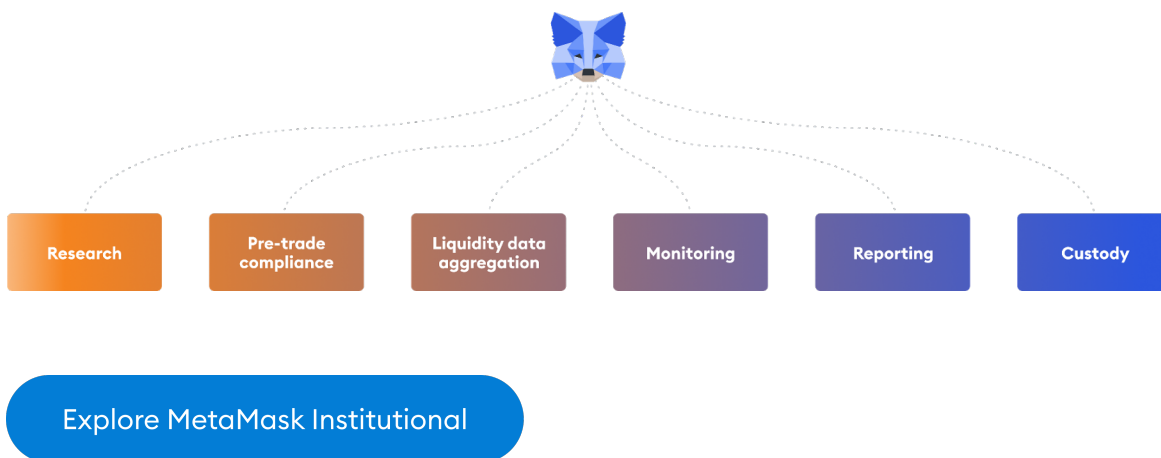 Research
Pre-trade
compliance
Liquidity data
aggregation
Monitoring
Reporting
Custody
Explore MetaMask Institutional